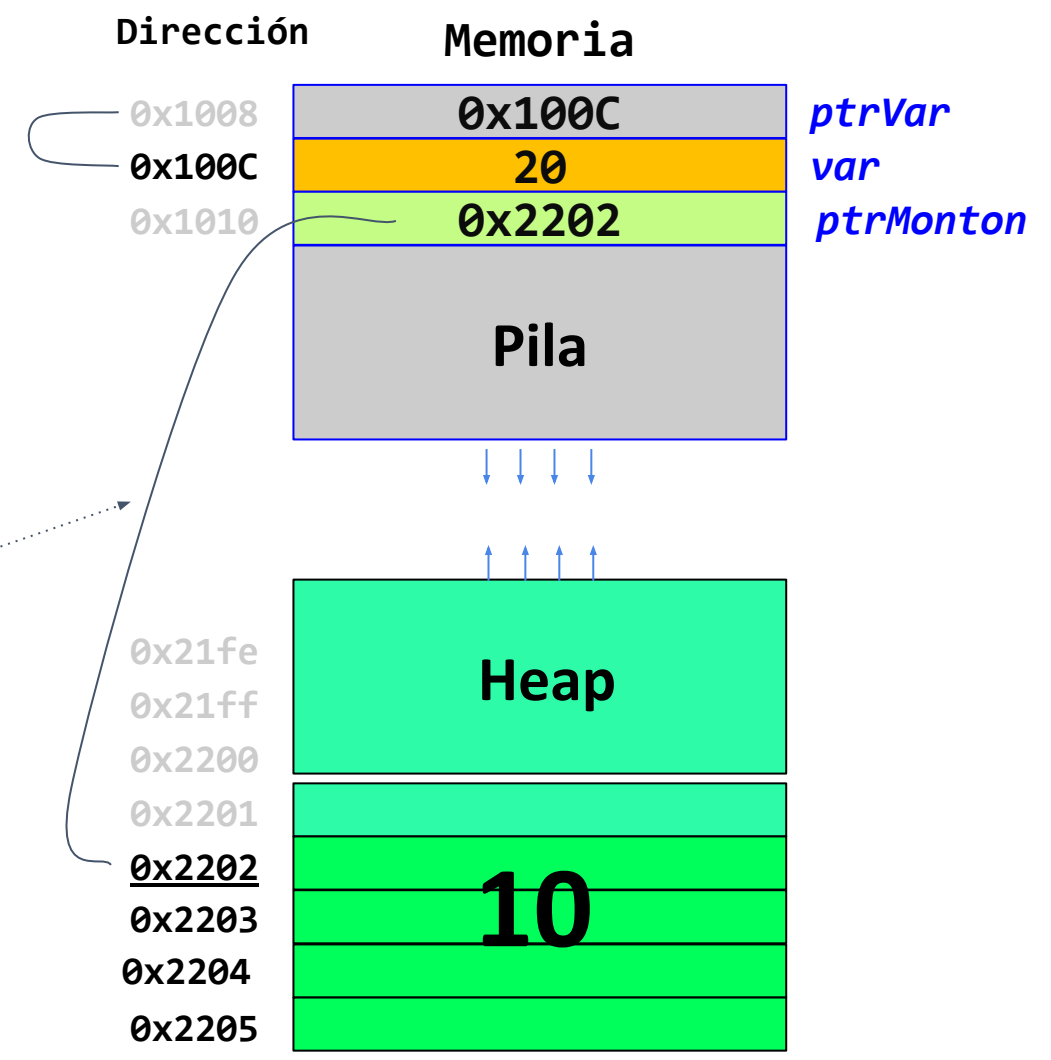 Dirección Memoria
0x1008 0x100C ptrVar
0x100C 20 var
0x1010 0x2202 ptrMonton
Pila
0x21fe
Heap
0x21ff
0x2200
0x2201
0x2202
10
0x2203
0x2204
0x2205